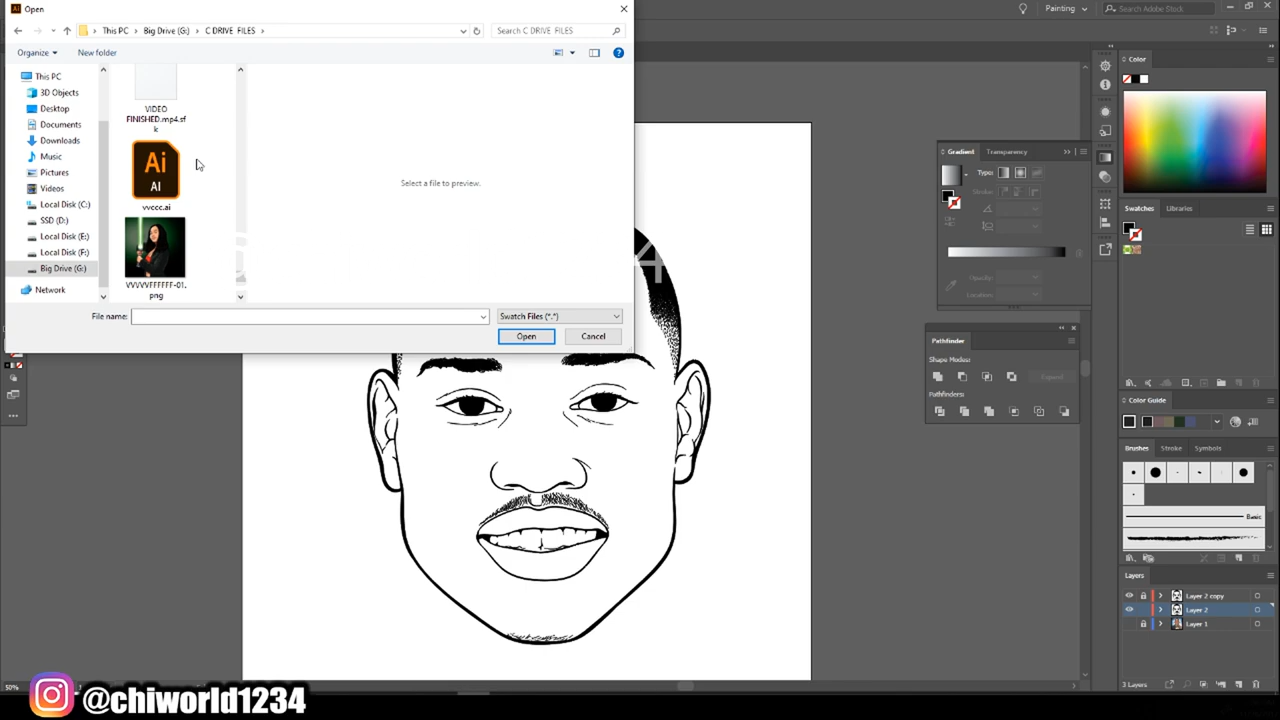 Ai Open
Painting
Search Adobe Stock
This PC > Big Drive (G:) > C DRIVE FILES >
Search C DRIVE FILES
Organize
New folder
This PC
3D Objects
Desktop
Documents
Downloads
Music
Pictures
Videos
Local Disk (C:)
SSD (D:)
Local Disk (E:)
Local Disk (F:)
Big Drive (G:)
Network
VIDEO
FINISHED.mp4.sf
k
Ai
AI
vvccc.ai
VVVVVFFFFFF-01.
png
Select a file to preview.
File name:
Swatch Files (*.*)
Open
Cancel
4
Color
Gradient
Transparency
Type:
Stroke:
Opacity:
Location:
Swatches
Libraries
Pathfinder
Shape Modes:
Expand
Pathfinders:
Color Guide
Brushes
Stroke
Symbols
Basic
Layers
Layer 2 copy
Layer 2
Layer 1
3 Layers
50%
@chiworld1234